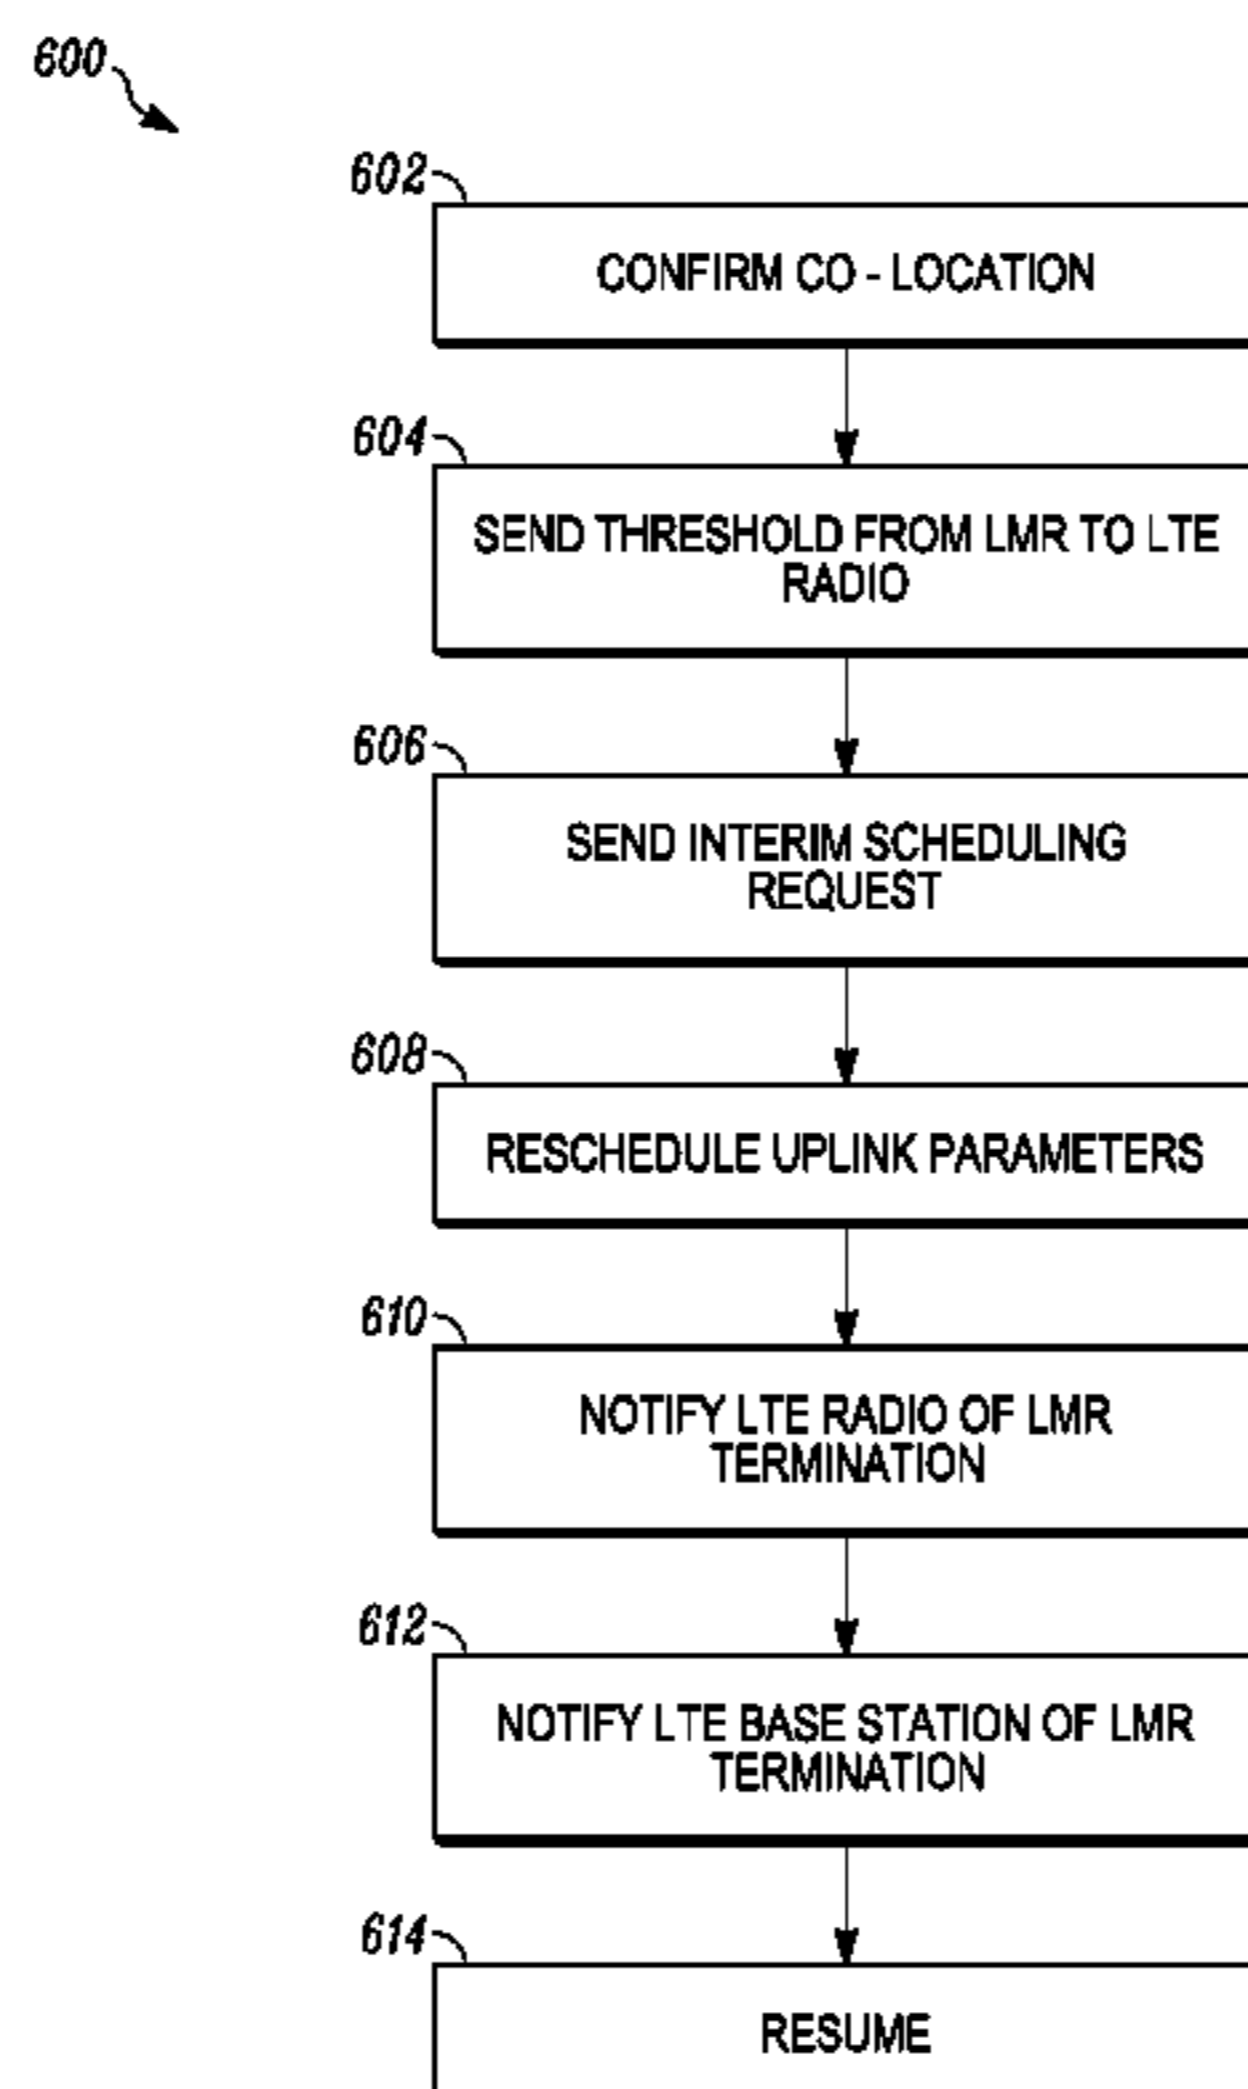 600
602
CONFIRM CO - LOCATION
604
SEND THRESHOLD FROM LMR TO LTE
RADIO
606
SEND INTERIM SCHEDULING
REQUEST
608
RESCHEDULE UPLINK PARAMETERS
610
NOTIFY LTE RADIO OF LMR
TERMINATION
612
NOTIFY LTE BASE STATION OF LMR
TERMINATION
614
RESUME